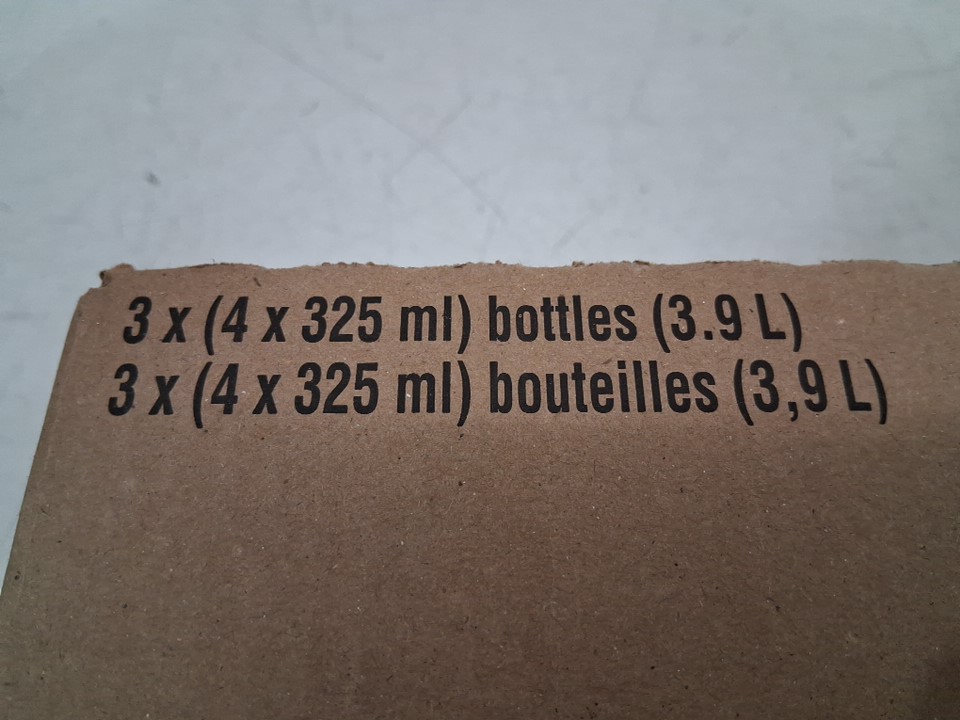 3 x (4 x 325 ml) bottles (3.9 L)
3 x (4 x 325 ml) bouteilles (3,9 L)